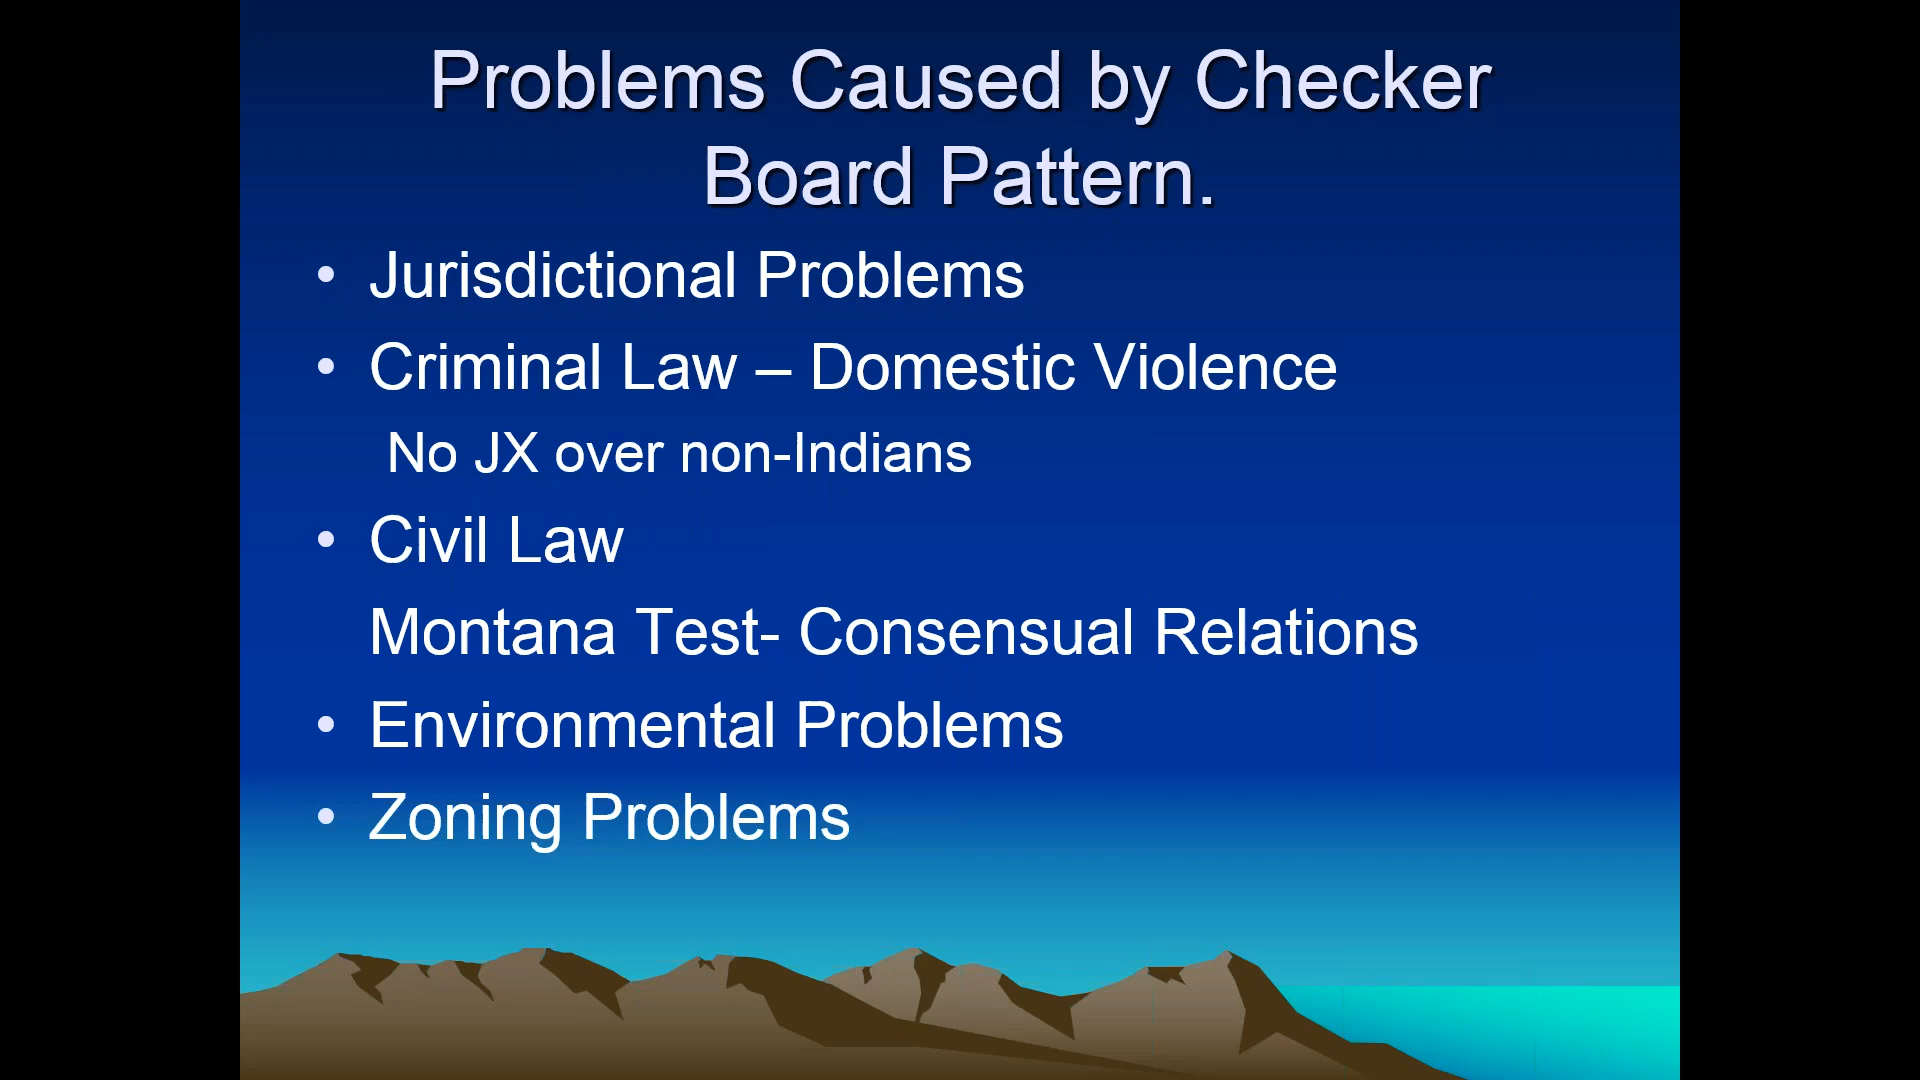 Problems Caused by Checker
Board Pattern.
• Jurisdictional Problems
• Criminal Law – Domestic Violence
No JX over non-Indians
• Civil Law
Montana Test- Consensual Relations
• Environmental Problems
• Zoning Problems